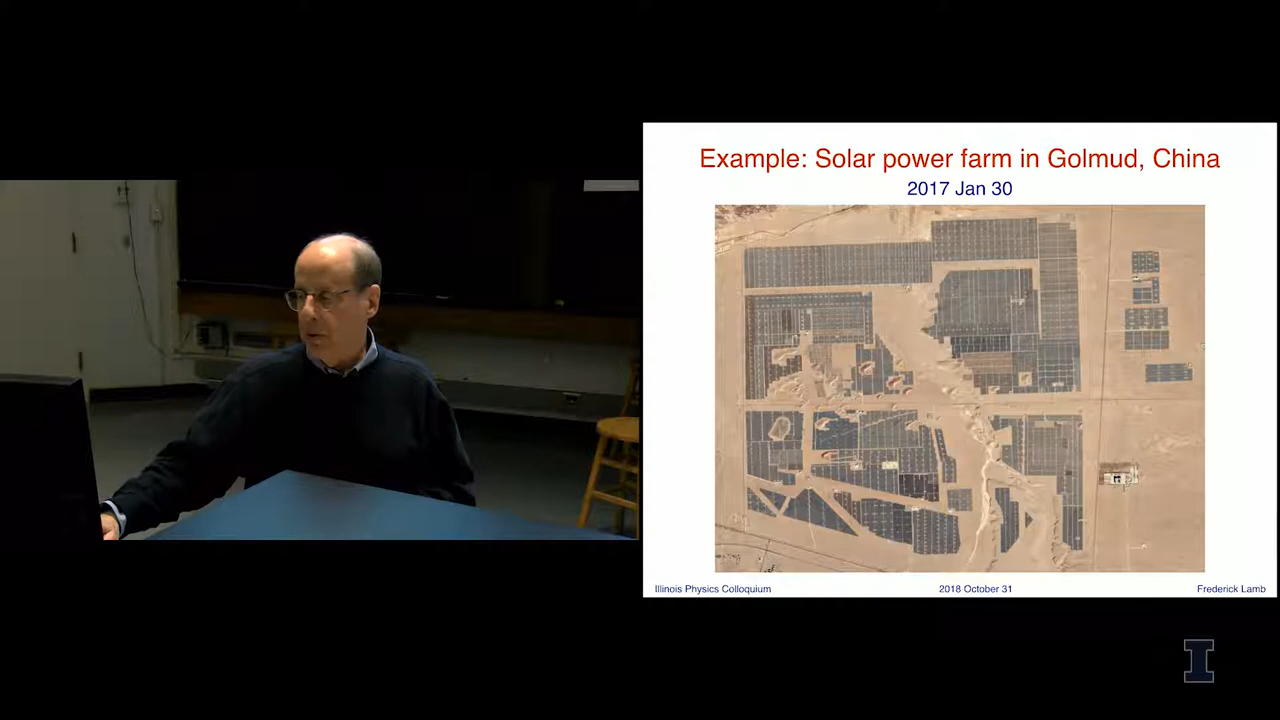 Example: Solar power farm in Golmud, China
2017 Jan 30
Illinois Physics Colloquium
2018 October 31
Frederick Lamb
I